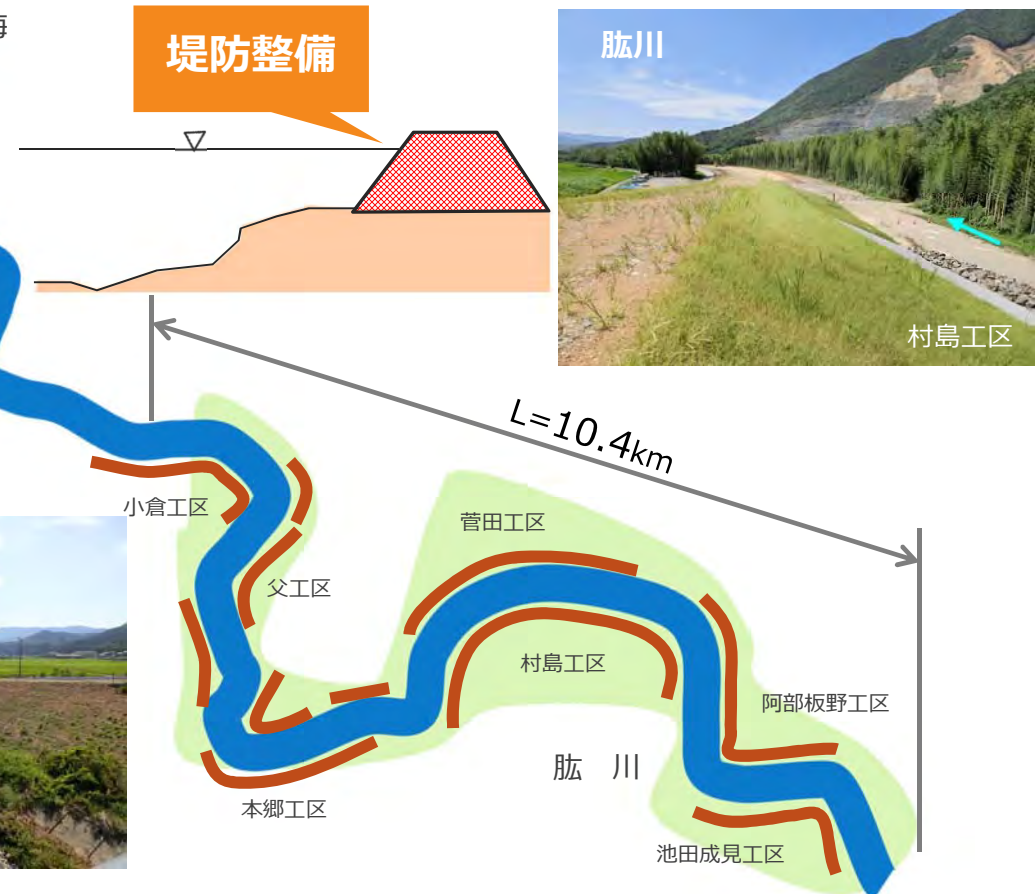 海
堤防整備
肱川
村島工区
L=10.4km
小倉工区
菅田工区
父工区
村島工区
阿部板野工区
肱　川
本郷工区
池田成見工区